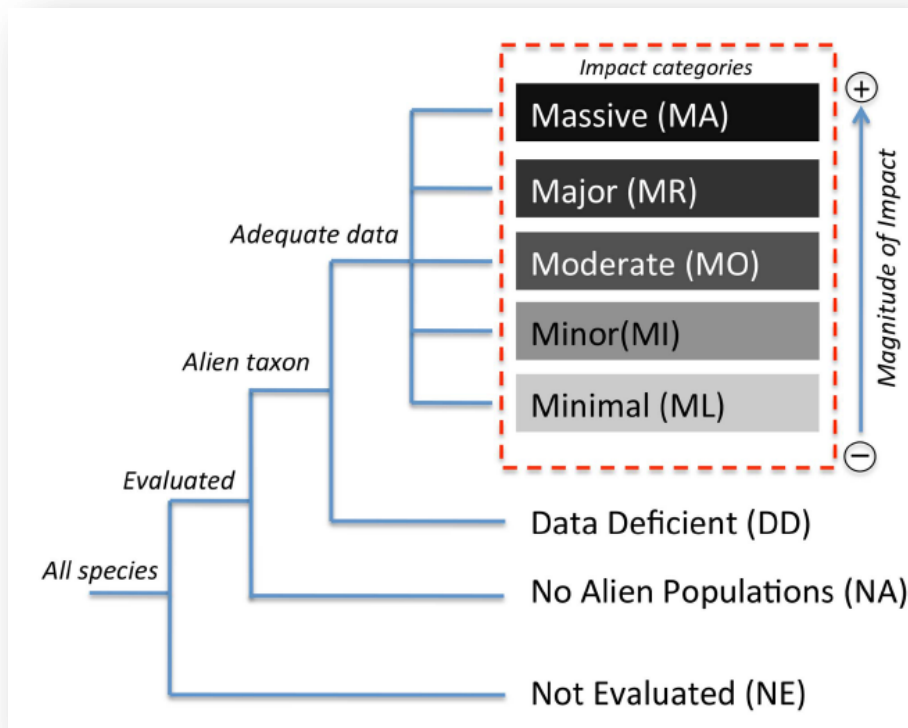 Impact categories
Massive (MA)
Major (MR)
Moderate (MO)
Minor(MI)
Minimal (ML)
+
Magnitude of Impact
−
Adequate data
Alien taxon
Evaluated
All species
Data Deficient (DD)
No Alien Populations (NA)
Not Evaluated (NE)